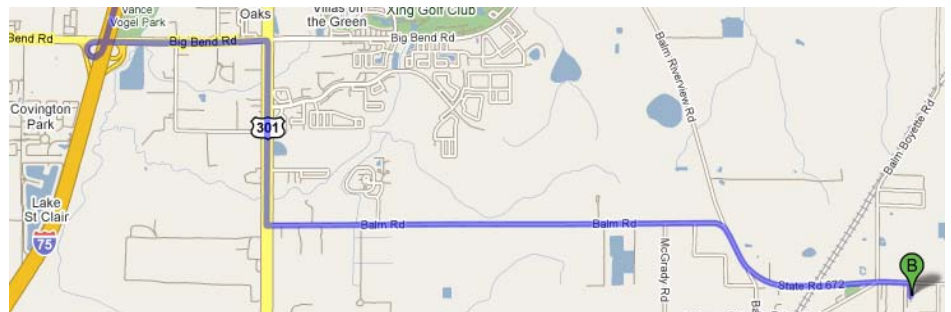 Vance
Vogel Park
Oaks
Villas on
the Green
Xing Golf Club
Bend Rd
Big Bend Rd
Big Bend Rd
Covington
Park
301
Balm Riverview Rd
Balm Boyette Rd
Lake
St Clair
75
Balm Rd
Balm Rd
McGrady Rd
State Rd 672
B